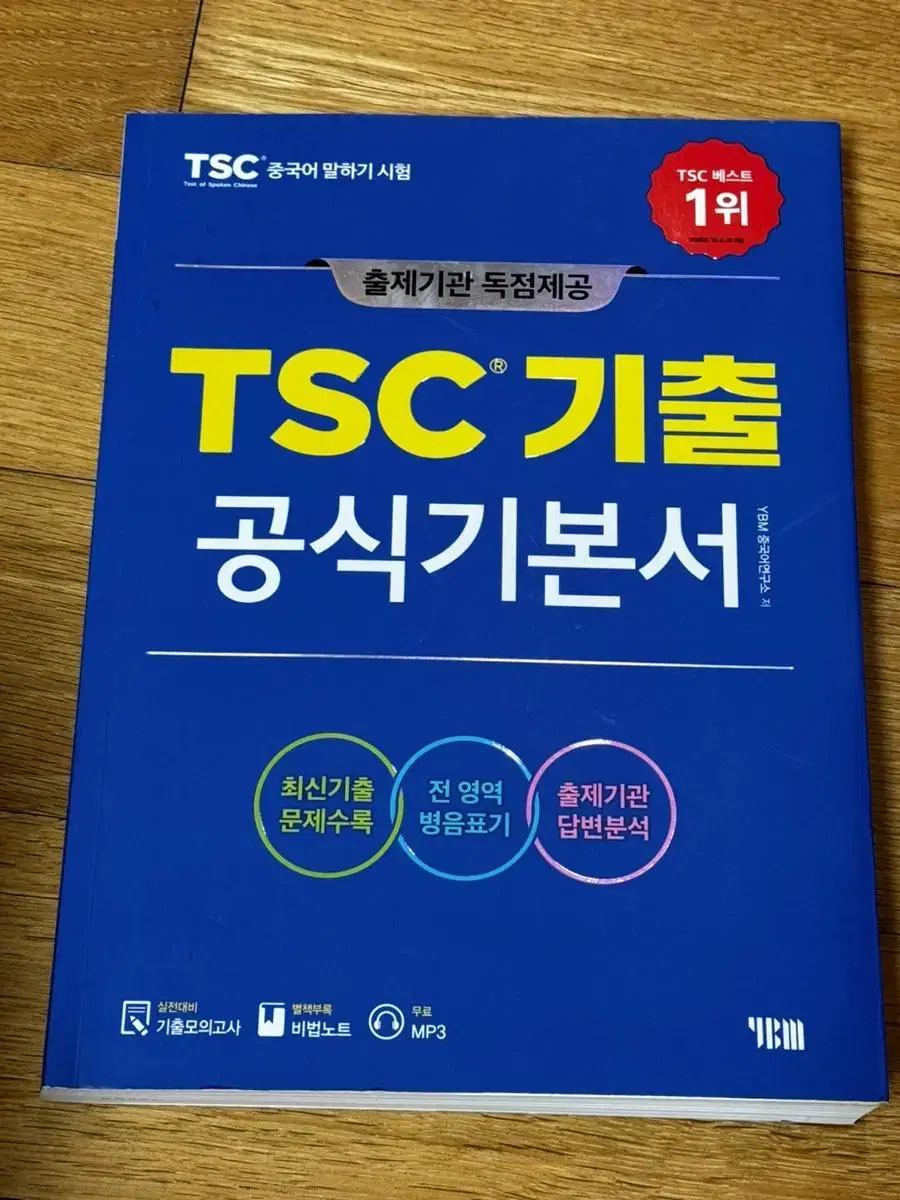 TSC® 중국어 말하기 시험
Test of Spoken Chinese
TSC 베스트
1위
출제기관 독점제공
TSC® 기출
공식기본서
YBM 중국어연구소 저
최신기출
문제수록
전 영역
병음표기
출제기관
답변분석
실전대비
기출모의고사
별책부록
비법노트
무료
MP3
YBM